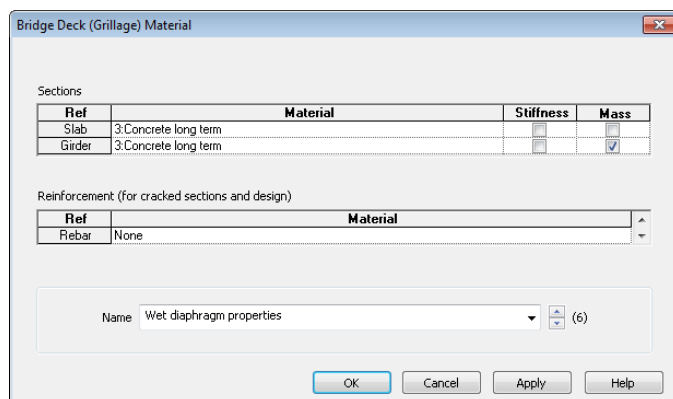 Bridge Deck (Grillage) Material
Sections
Ref Material Stiffness Mass
Slab 3:Concrete long term
Girder 3:Concrete long term
Reinforcement (for cracked sections and design)
Ref Material
Rebar None
Name Wet diaphragm properties (6)
OK Cancel Apply Help